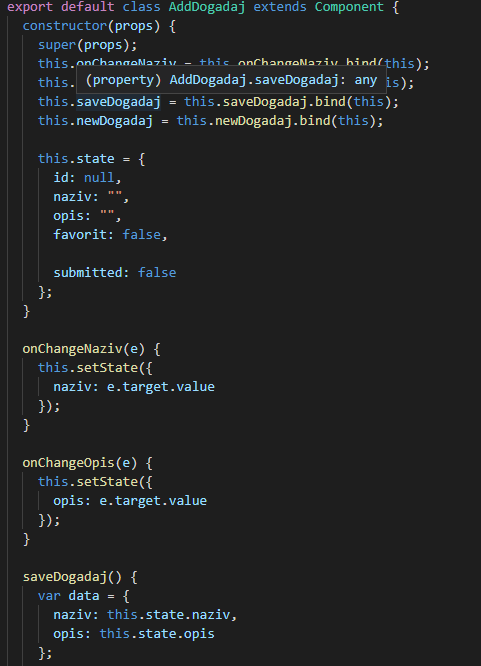 export default class AddDogadaj extends Component {
constructor(props) {
super(props);
this.onChangeNaziv = this.onChangeNaziv.bind(this);
this. is);
(property) AddDogadaj.saveDogadaj: any
this.saveDogadaj = this.saveDogadaj.bind(this);
this.newDogadaj = this.newDogadaj.bind(this);
this.state = {
id: null,
naziv: "",
opis: "",
favorit: false,
submitted: false
};
}
onChangeNaziv(e) {
this.setState({
naziv: e.target.value
});
}
onChangeOpis(e) {
this.setState({
opis: e.target.value
});
}
saveDogadaj() {
var data = {
naziv: this.state.naziv,
opis: this.state.opis
};